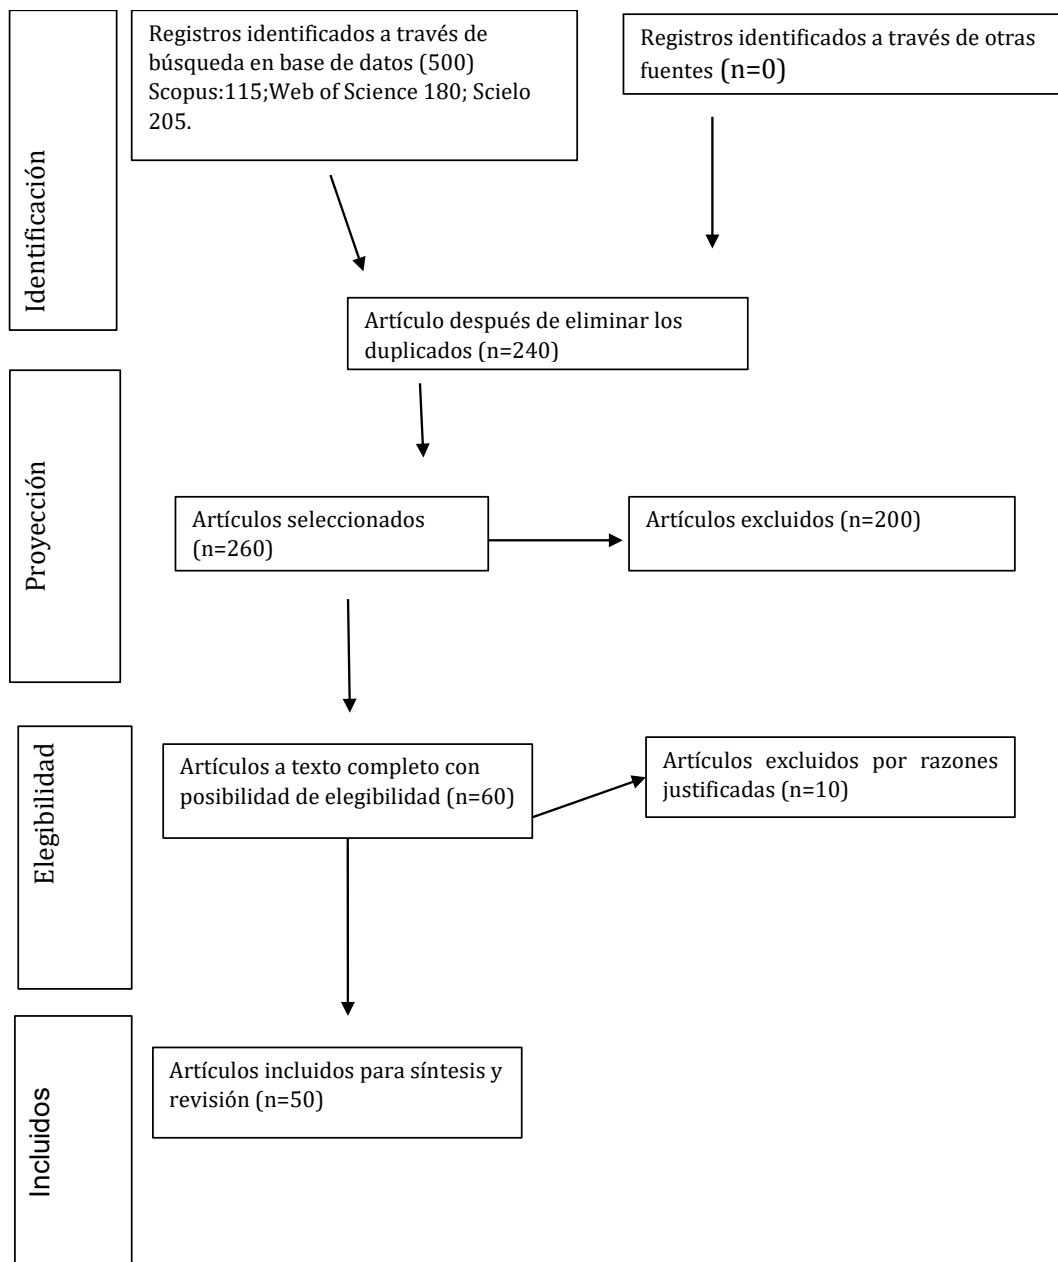 Identificación
Registros identificados a través de
búsqueda en base de datos (500)
Scopus:115;Web of Science 180; Scielo
205.
Registros identificados a través de otras
fuentes (n=0)
Artículo después de eliminar los
duplicados (n=240)
Proyección
Artículos seleccionados
(n=260)
Artículos excluidos (n=200)
Elegibilidad
Artículos a texto completo con
posibilidad de elegibilidad (n=60)
Artículos excluidos por razones
justificadas (n=10)
Incluidos
Artículos incluidos para síntesis y
revisión (n=50)